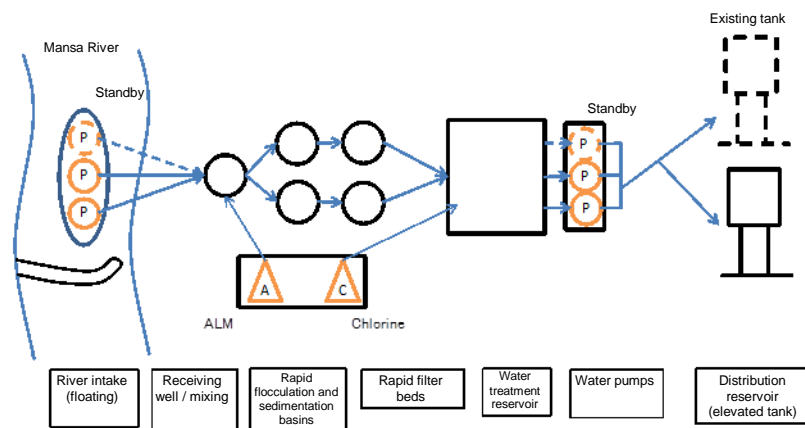 Existing tank
Mansa River
Standby
Standby
P
P
P
P
P
P
A
C
ALM
Chlorine
River intake
(floating)
Receiving
well / mixing
Rapid
flocculation and
sedimentation
basins
Rapid filter
beds
Water
treatment
reservoir
Water pumps
Distribution
reservoir
(elevated tank)